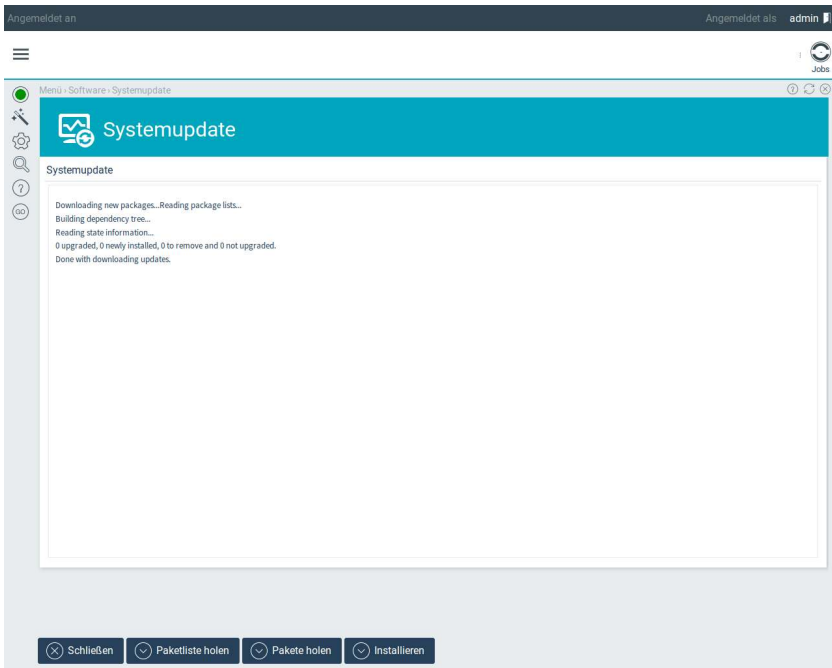 Angemeldet an
Angemeldet als admin
Jobs
Menü › Software › Systemupdate
Systemupdate
Systemupdate
Downloading new packages...Reading package lists...
Building dependency tree...
Reading state information...
0 upgraded, 0 newly installed, 0 to remove and 0 not upgraded.
Done with downloading updates.
GO
Schließen
Paketliste holen
Pakete holen
Installieren